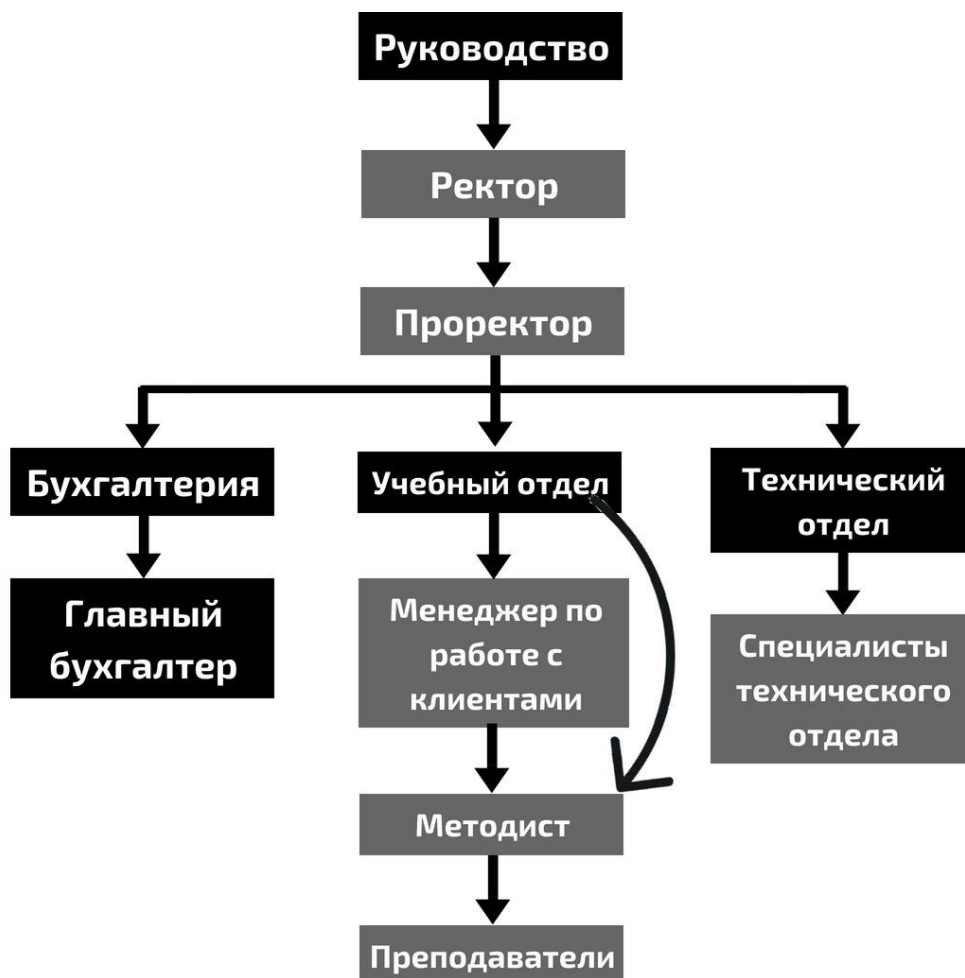 Руководство
Ректор
Проректор
Бухгалтерия
Учебный отдел
Технический
отдел
Главный
бухгалтер
Менеджер по
работе с
клиентами
Специалисты
технического
отдела
Методист
Преподаватели